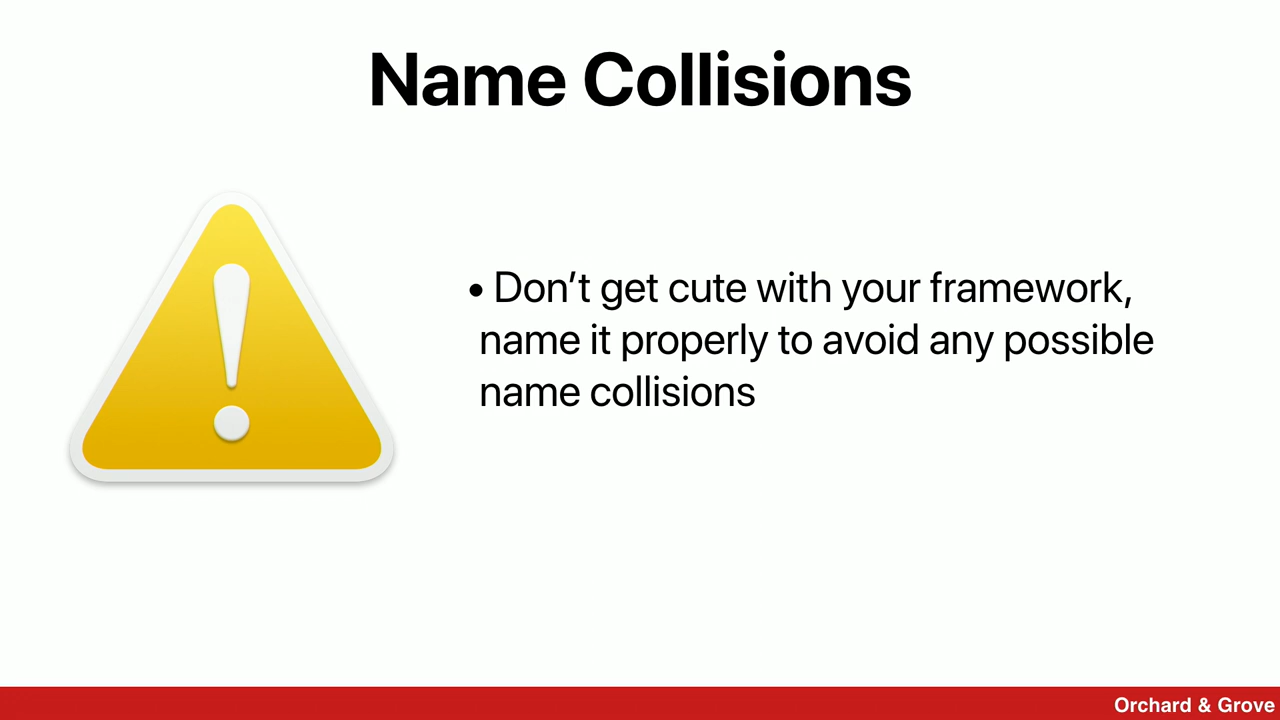 Name Collisions
• Don’t get cute with your framework,
name it properly to avoid any possible
name collisions
Orchard & Grove